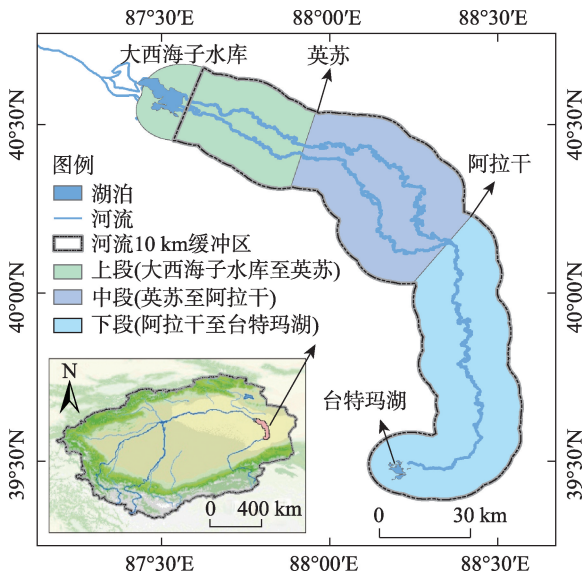 87°30′E 88°00′E 88°30′E
大西海子水库
英苏
阿拉干
40°30′N
40°30′N
图例
湖泊
河流
河流10 km缓冲区
上段(大西海子水库至英苏)
中段(英苏至阿拉干)
下段(阿拉干至台特玛湖)
40°00′N
40°00′N
N
台特玛湖
39°30′N
39°30′N
0 400 km
0 30 km
87°30′E 88°00′E 88°30′E